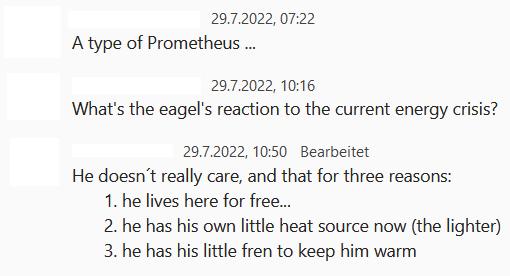 29.7.2022, 07:22
A type of Prometheus ...
29.7.2022, 10:16
What's the eagel's reaction to the current energy crisis?
29.7.2022, 10:50 Bearbeitet
He doesn´t really care, and that for three reasons:
1. he lives here for free...
2. he has his own little heat source now (the lighter)
3. he has his little fren to keep him warm